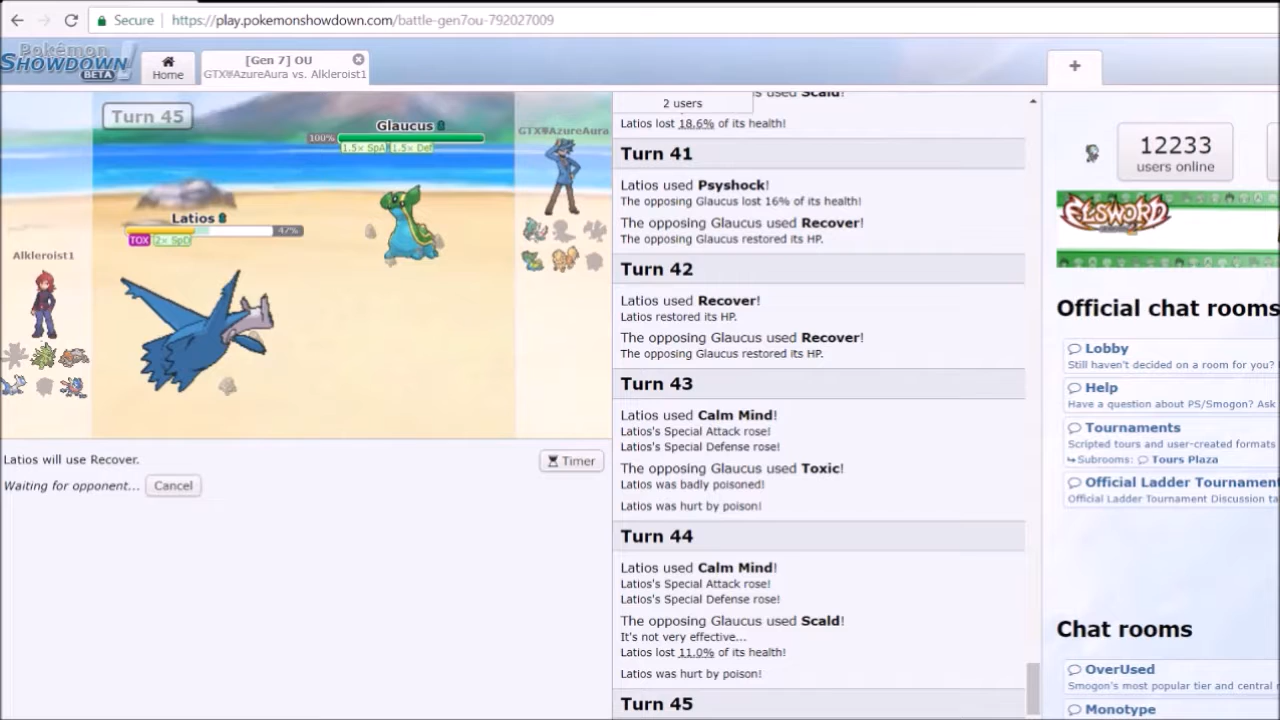 Secure
https://play.pokemonshowdown.com/battle-gen7ou-792027009
Pokémon
SHOWDOWN!
BETA
Home
[Gen 7] OU
GTX♆AzureAura vs. Alkleroist1
+
Turn 45
Glaucus
100%
1.5× SpA 1.5× Def
Latios
47%
TOX 2× SpD
Alkleroist1
GTX♆AzureAura
Latios will use Recover.
Waiting for opponent... Cancel
Timer
2 users
s used Scald!
Latios lost 18.6% of its health!
Turn 41
Latios used Psyshock!
The opposing Glaucus lost 16% of its health!
The opposing Glaucus used Recover!
The opposing Glaucus restored its HP.
Turn 42
Latios used Recover!
Latios restored its HP.
The opposing Glaucus used Recover!
The opposing Glaucus restored its HP.
Turn 43
Latios used Calm Mind!
Latios's Special Attack rose!
Latios's Special Defense rose!
The opposing Glaucus used Toxic!
Latios was badly poisoned!
Latios was hurt by poison!
Turn 44
Latios used Calm Mind!
Latios's Special Attack rose!
Latios's Special Defense rose!
The opposing Glaucus used Scald!
It's not very effective...
Latios lost 11.0% of its health!
Latios was hurt by poison!
Turn 45
12233
users online
ELSWORD
Official chat rooms
Lobby
Still haven't decided on a room for you?
Help
Have a question about PS/Smogon? Ask
Tournaments
Scripted tours and user-created formats
Subrooms: Tours Plaza
Official Ladder Tournament
Official Ladder Tournament Discussion ta
Chat rooms
OverUsed
Smogon's most popular tier and central
Monotype